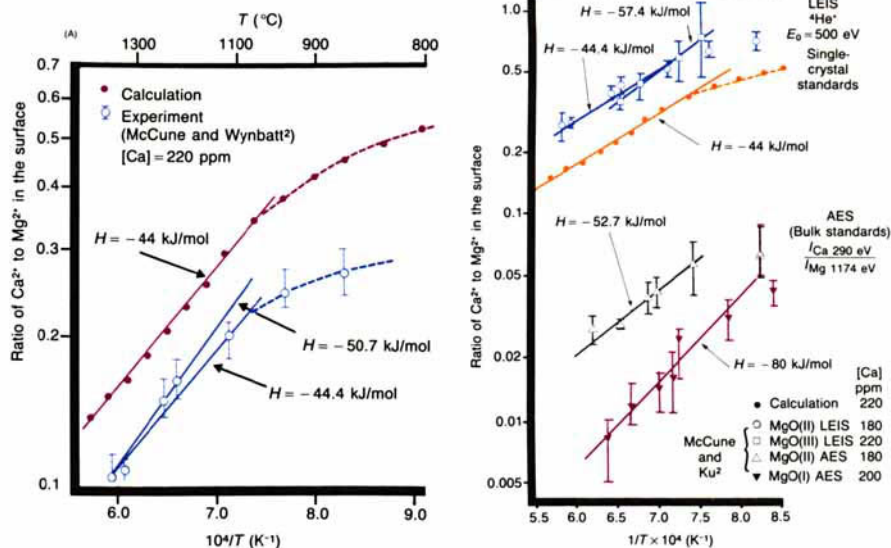 T (°C)
(A)
1300 1100 900 800
0.7
0.6
0.5
0.4
0.3
0.2
0.1
Ratio of Ca²⁺ to Mg²⁺ in the surface
Calculation
Experiment
(McCune and Wynbatt²)
[Ca] = 220 ppm
H = − 44 kJ/mol
H = − 50.7 kJ/mol
H = − 44.4 kJ/mol
6.0 7.0 8.0 9.0
10⁴/T (K⁻¹)
1.0
0.5
0.2
0.1
0.05
0.02
0.01
0.005
Ratio of Ca²⁺ to Mg²⁺ in the surface
H = − 57.4 kJ/mol
H = −44.4 kJ/mol
LEIS
⁴He⁺
E₀ = 500 eV
Single-
crystal
standards
H = −44 kJ/mol
H = −52.7 kJ/mol
AES
(Bulk standards)
I Ca 290 eV
I Mg 1174 eV
H = − 80 kJ/mol
[Ca]
ppm
Calculation 220
McCune
and
Ku²
MgO(II) LEIS 180
MgO(III) LEIS 220
MgO(II) AES 180
MgO(I) AES 200
5.5 6.0 6.5 7.0 7.5 8.0 8.5
1/T × 10⁴ (K⁻¹)